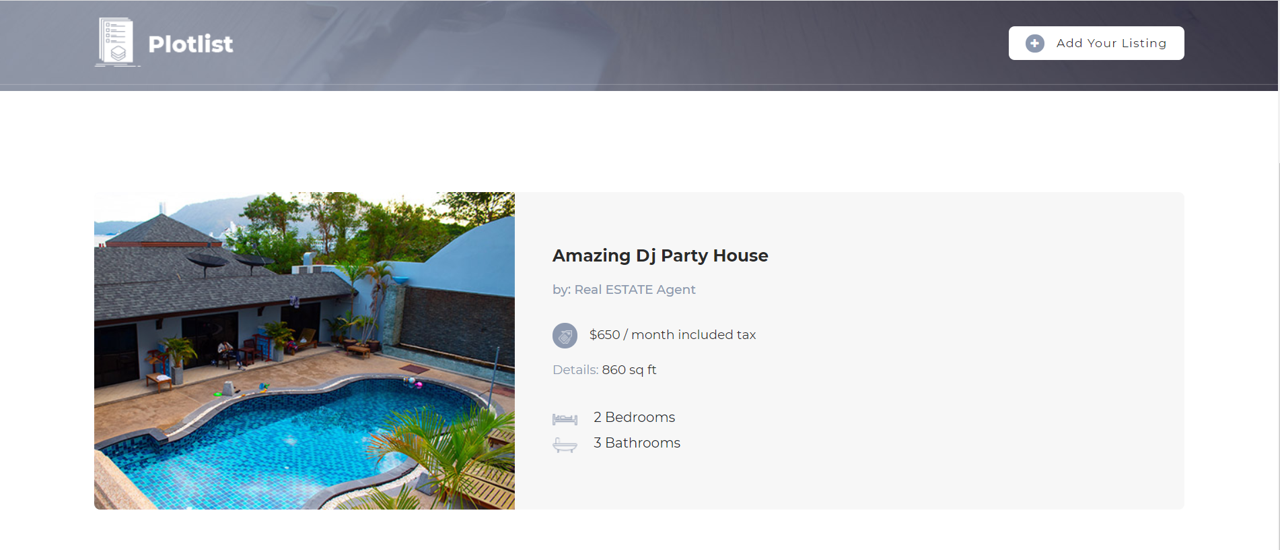 Plotlist
Add Your Listing
Amazing Dj Party House
by: Real ESTATE Agent
$650 / month included tax
Details: 860 sq ft
2 Bedrooms
3 Bathrooms